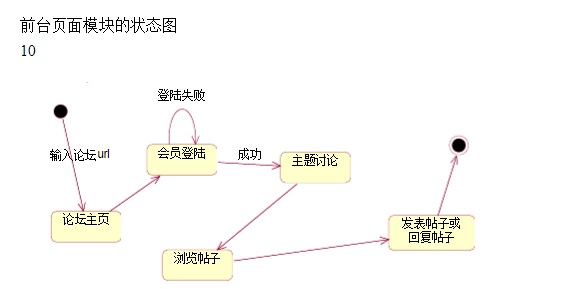 前台页面模块的状态图
10
登陆失败
输入论坛url
会员登陆
成功
主题讨论
论坛主页
发表帖子或
回复帖子
浏览帖子